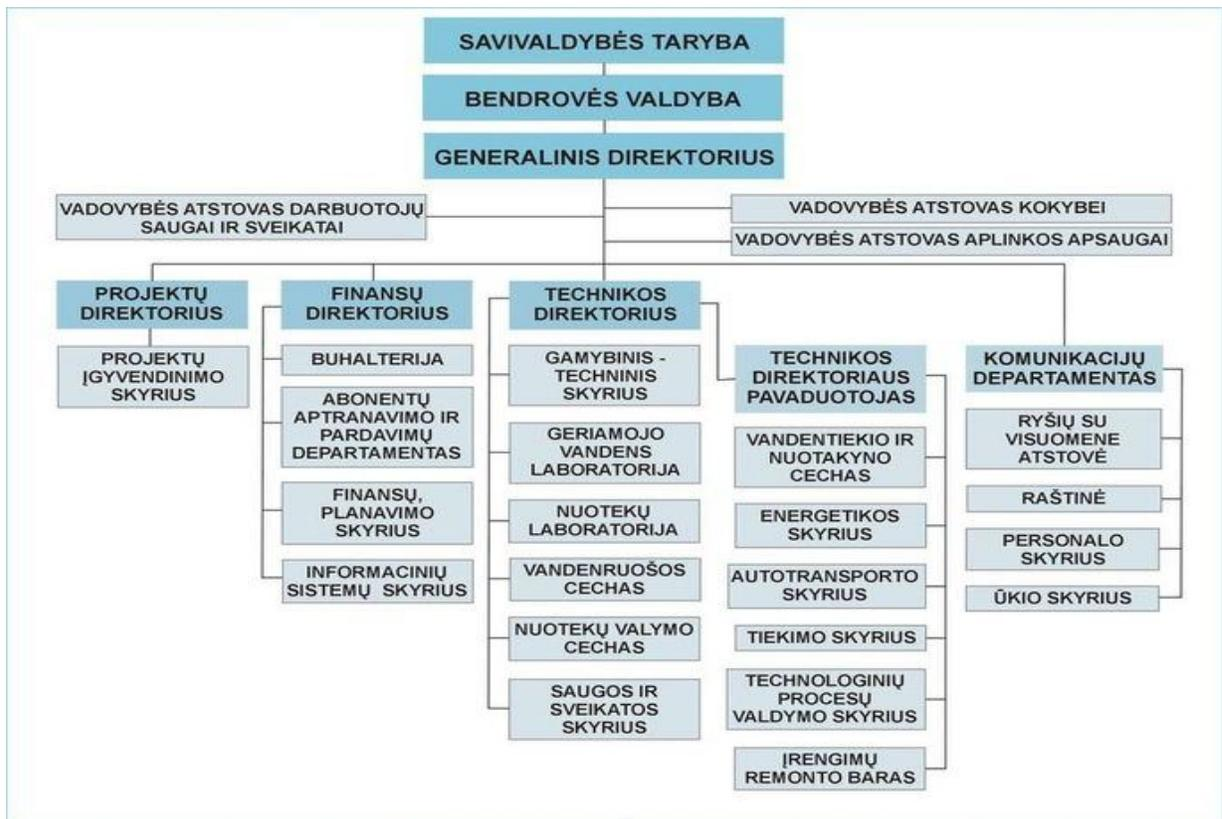 SAVIVALDYBĖS TARYBA
BENDROVĖS VALDYBA
GENERALINIS DIREKTORIUS
VADOVYBĖS ATSTOVAS DARBUOTOJŲ
SAUGAI IR SVEIKATAI
VADOVYBĖS ATSTOVAS KOKYBEI
VADOVYBĖS ATSTOVAS APLINKOS APSAUGAI
PROJEKTŲ
DIREKTORIUS
PROJEKTŲ
ĮGYVENDINIMO
SKYRIUS
FINANSŲ
DIREKTORIUS
BUHALTERIJA
ABONENTŲ
APTRANAVIMO IR
PARDAVIMŲ
DEPARTAMENTAS
FINANSŲ,
PLANAVIMO
SKYRIUS
INFORMACINIŲ
SISTEMŲ SKYRIUS
TECHNIKOS
DIREKTORIUS
GAMYBINIS -
TECHNINIS
SKYRIUS
GERIAMOJO
VANDENS
LABORATORIJA
NUOTEKŲ
LABORATORIJA
VANDENRUOŠOS
CECHAS
NUOTEKŲ VALYMO
CECHAS
SAUGOS IR
SVEIKATOS
SKYRIUS
TECHNIKOS
DIREKTORIAUS
PAVADUOTOJAS
VANDENTIEKIO IR
NUOTAKYNO
CECHAS
ENERGETIKOS
SKYRIUS
AUTOTRANSPORTO
SKYRIUS
TIEKIMO SKYRIUS
TECHNOLOGINIŲ
PROCESŲ
VALDYMO SKYRIUS
ĮRENGIMŲ
REMONTO BARAS
KOMUNIKACIJŲ
DEPARTAMENTAS
RYŠIŲ SU
VISUOMENE
ATSTOVĖ
RAŠTINĖ
PERSONALO
SKYRIUS
ŪKIO SKYRIUS